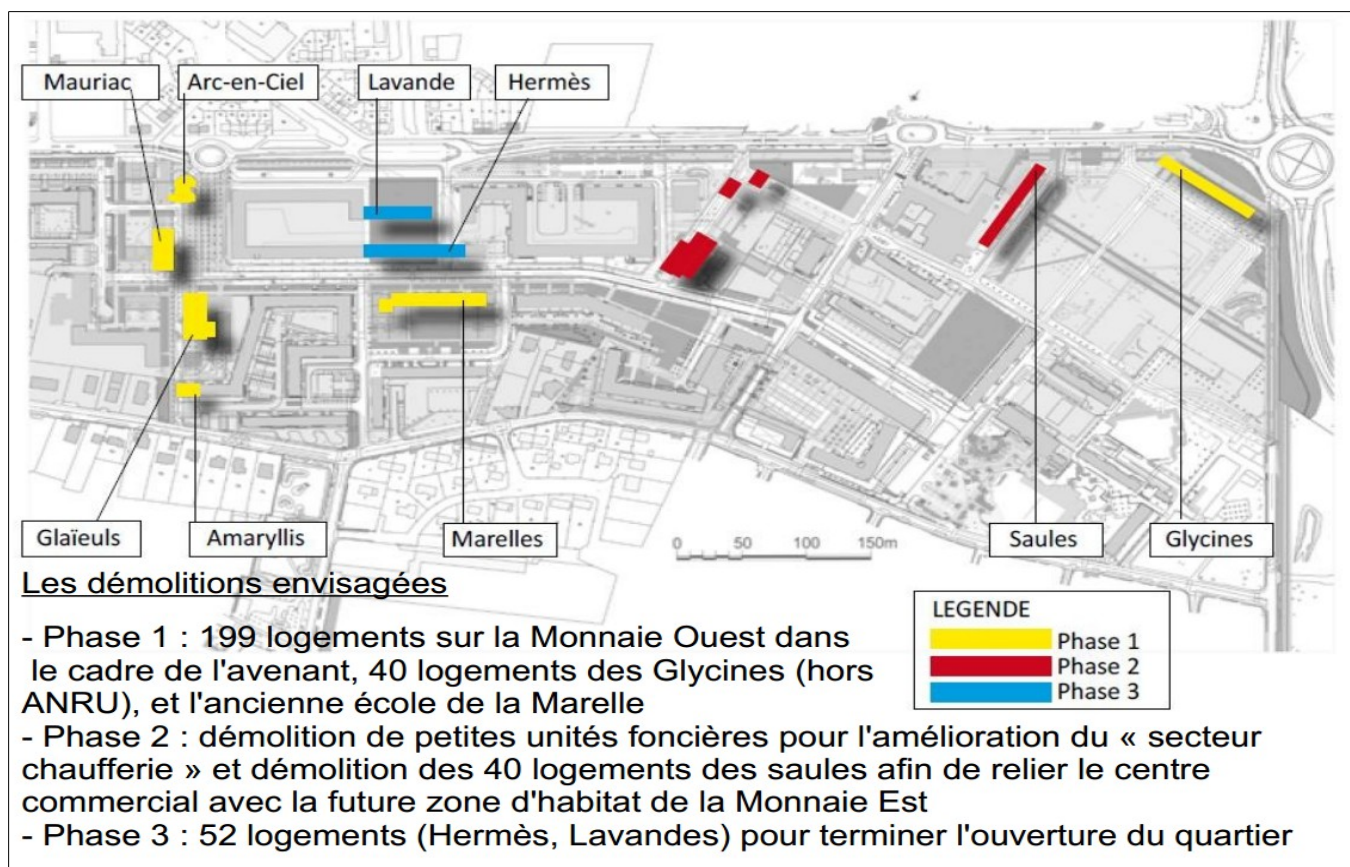 Mauriac
Arc-en-Ciel
Lavande
Hermès
Glaïeuls
Amaryllis
Marelles
Saules
Glycines
0 50 100 150m
Les démolitions envisagées
- Phase 1 : 199 logements sur la Monnaie Ouest dans
le cadre de l'avenant, 40 logements des Glycines (hors
ANRU), et l'ancienne école de la Marelle
- Phase 2 : démolition de petites unités foncières pour l'amélioration du « secteur
chaufferie » et démolition des 40 logements des saules afin de relier le centre
commercial avec la future zone d'habitat de la Monnaie Est
- Phase 3 : 52 logements (Hermès, Lavandes) pour terminer l'ouverture du quartier
LEGENDE
Phase 1
Phase 2
Phase 3